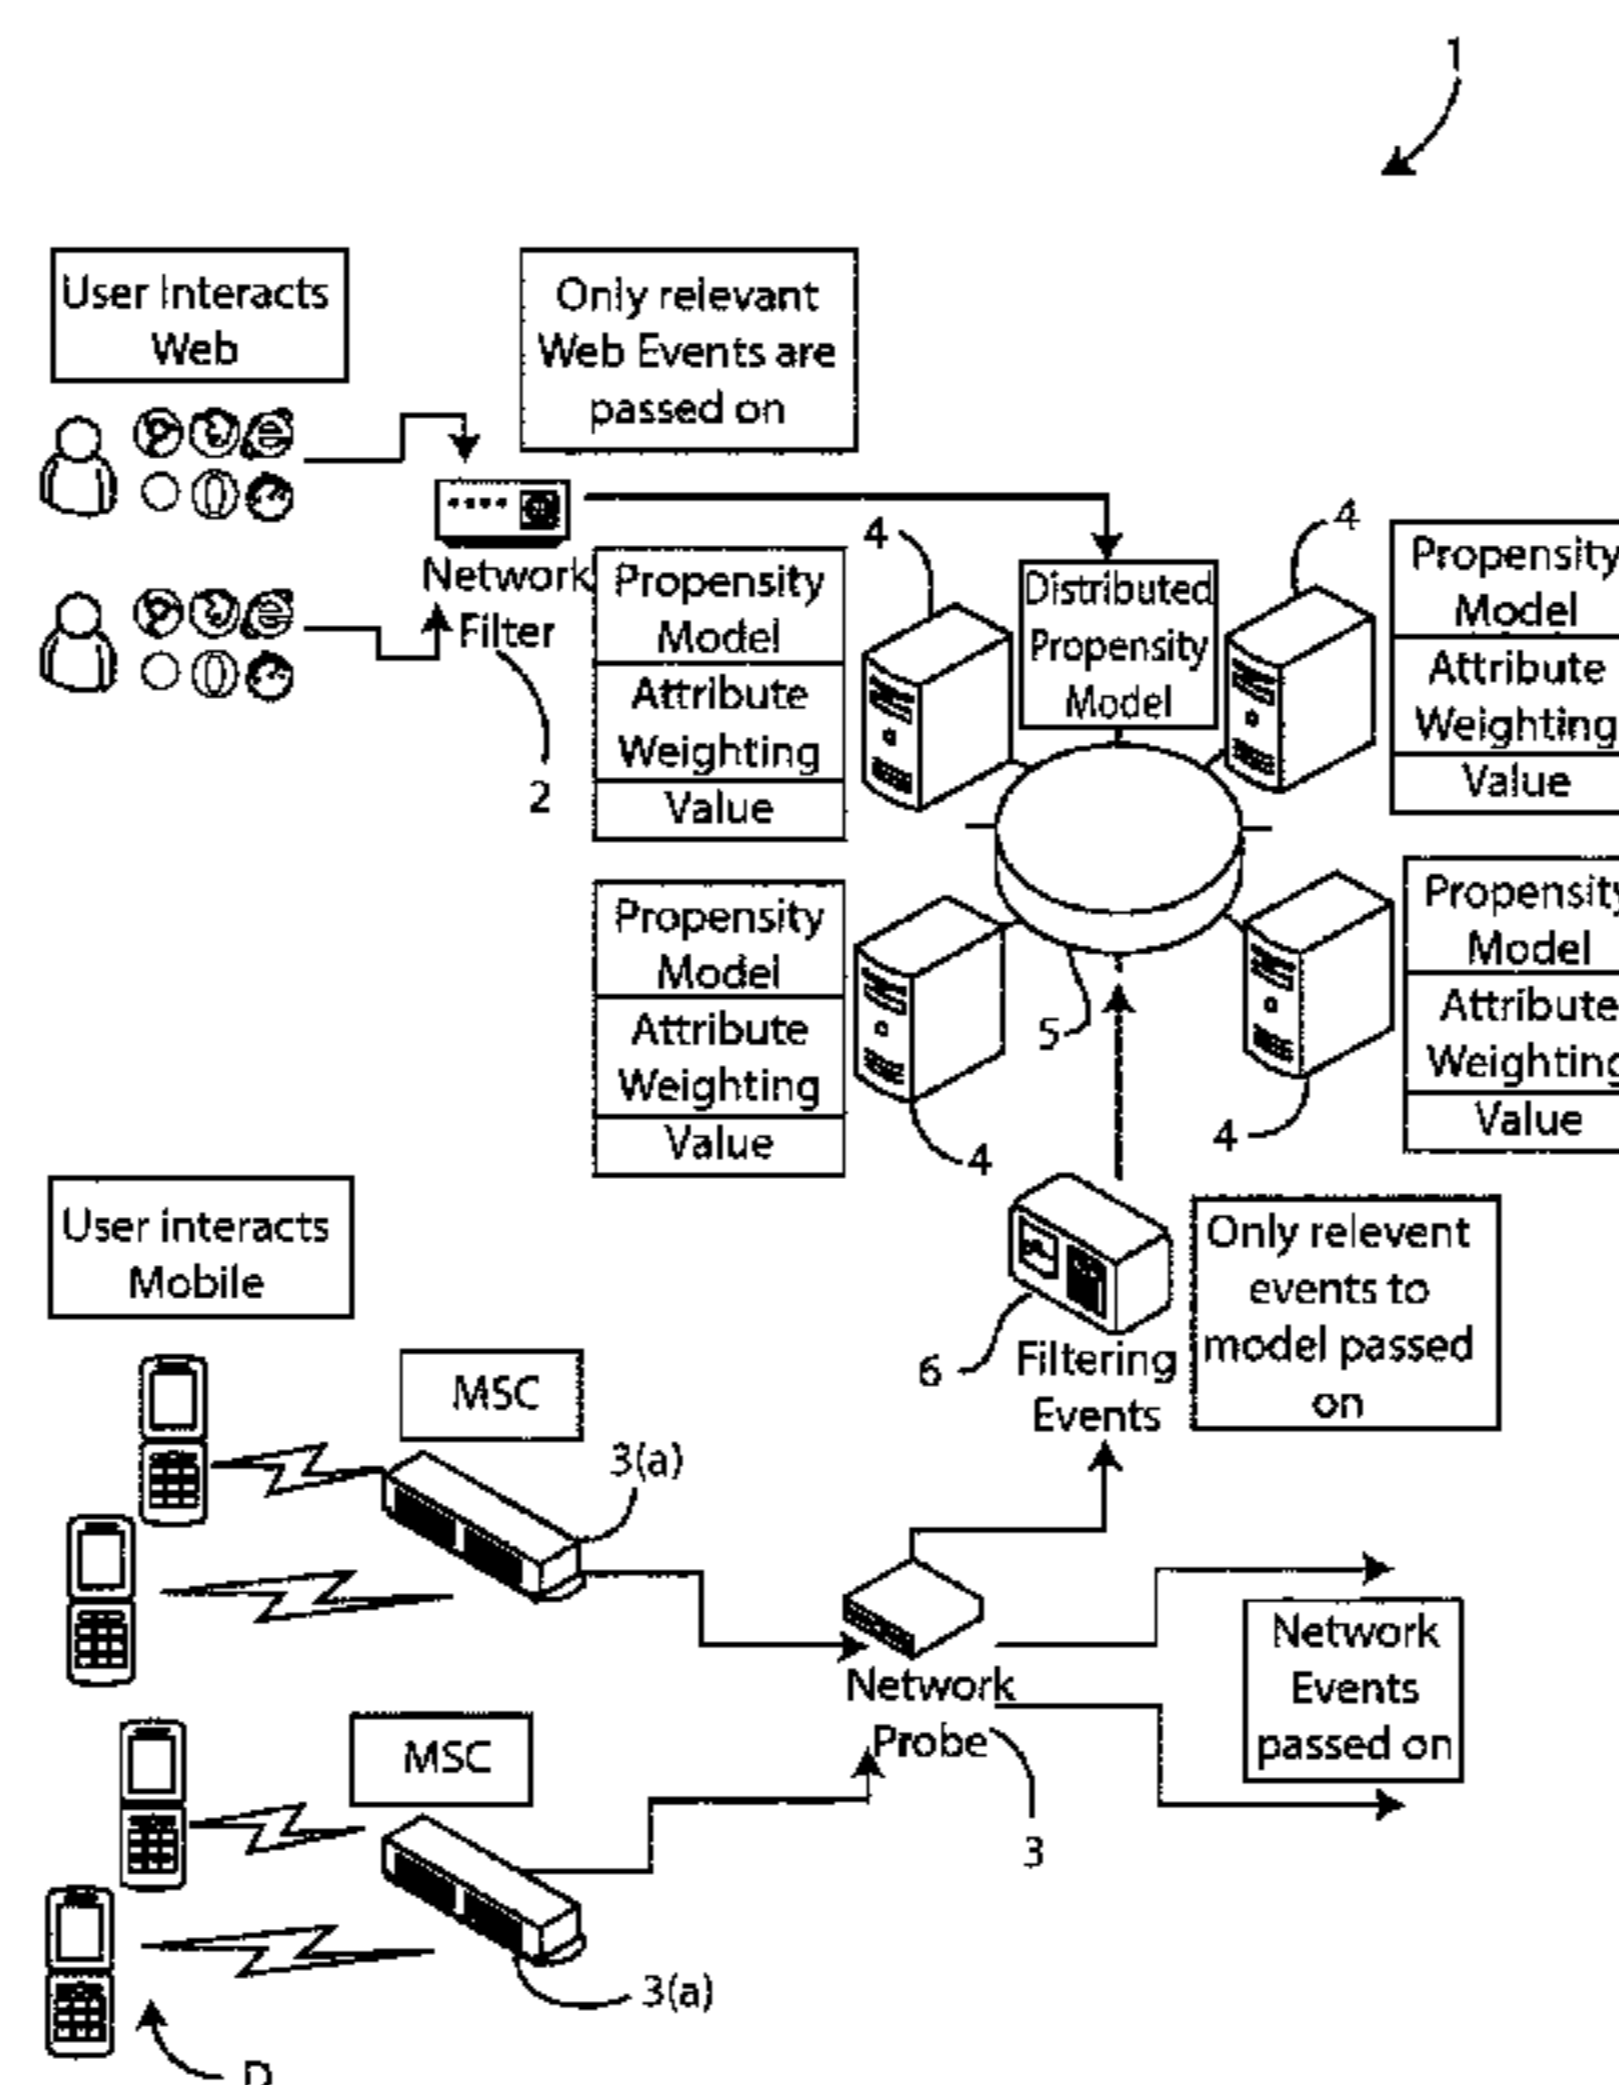 1
User Interacts
Web
Only relevant
Web Events are
passed on
Network
Filter
2
Propensity
Model
Attribute
Weighting
Value
4
Distributed
Propensity
Model
4
Propensity
Model
Attribute
Weighting
Value
Propensity
Model
Attribute
Weighting
Value
4
5
4
Propensity
Model
Attribute
Weighting
Value
User interacts
Mobile
6
Filtering
Events
Only relevent
events to
model passed
on
MSC
3(a)
Network
Probe
3
Network
Events
passed on
MSC
3(a)
D